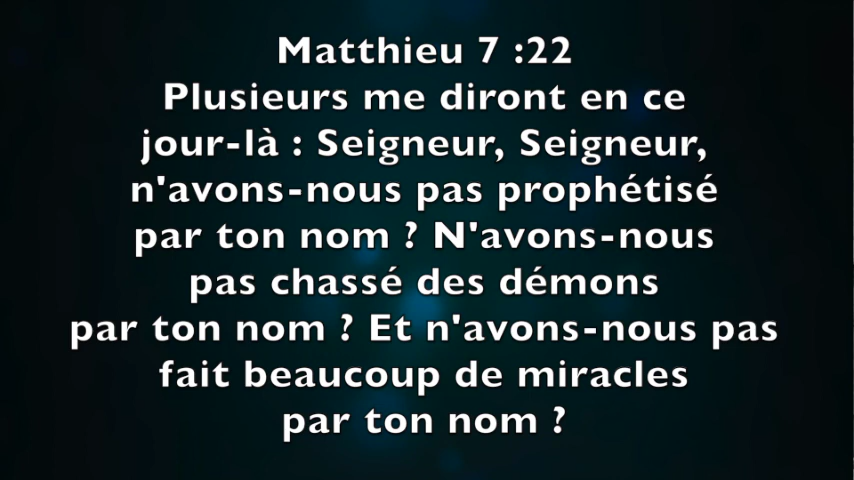 Matthieu 7 :22
Plusieurs me diront en ce
jour-là : Seigneur, Seigneur,
n'avons-nous pas prophétisé
par ton nom ? N'avons-nous
pas chassé des démons
par ton nom ? Et n'avons-nous pas
fait beaucoup de miracles
par ton nom ?